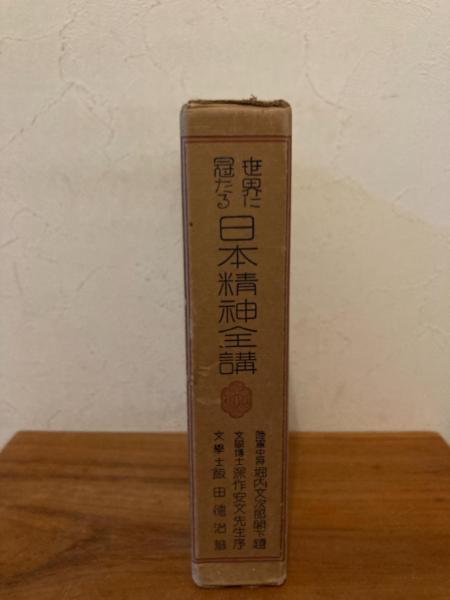 世界に
冠たる
日本精神全講
陸軍中将 堀内文次郎閣下題
文學博士 深作安文先生序
文學士 飯田德治著